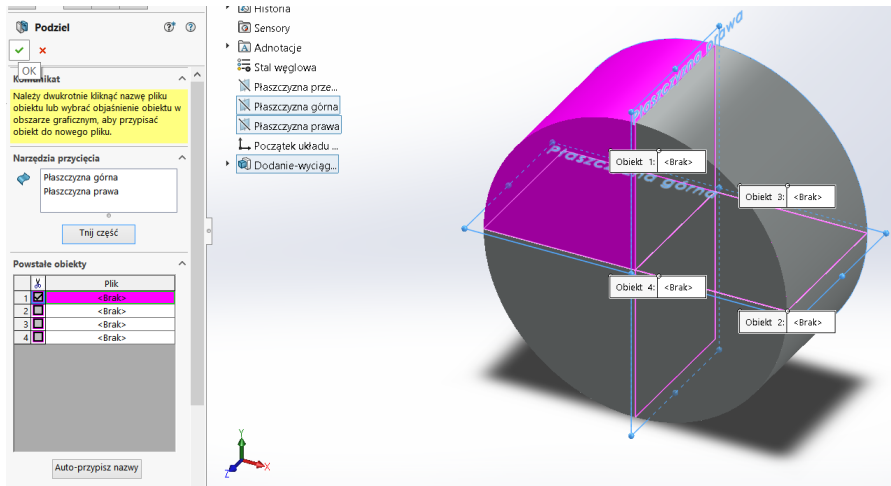 Podziel
OK
Komunikat
Należy dwukrotnie kliknąć nazwę pliku
obiektu lub wybrać objaśnienie obiektu w
obszarze graficznym, aby przypisać
obiekt do nowego pliku.
Narzędzia przycięcia
Płaszczyzna górna
Płaszczyzna prawa
Tnij część
Powstałe obiekty
Plik
1 <Brak>
2 <Brak>
3 <Brak>
4 <Brak>
Auto-przypisz nazwy
Historia
Sensory
Adnotacje
Stal węglowa
Płaszczyzna prze...
Płaszczyzna górna
Płaszczyzna prawa
Początek układu ...
Dodanie-wyciąg...
Płaszczyzna prawa
Płaszczyzna górna
Obiekt 1: <Brak>
Obiekt 3: <Brak>
Obiekt 4: <Brak>
Obiekt 2: <Brak>
Y
Z
X